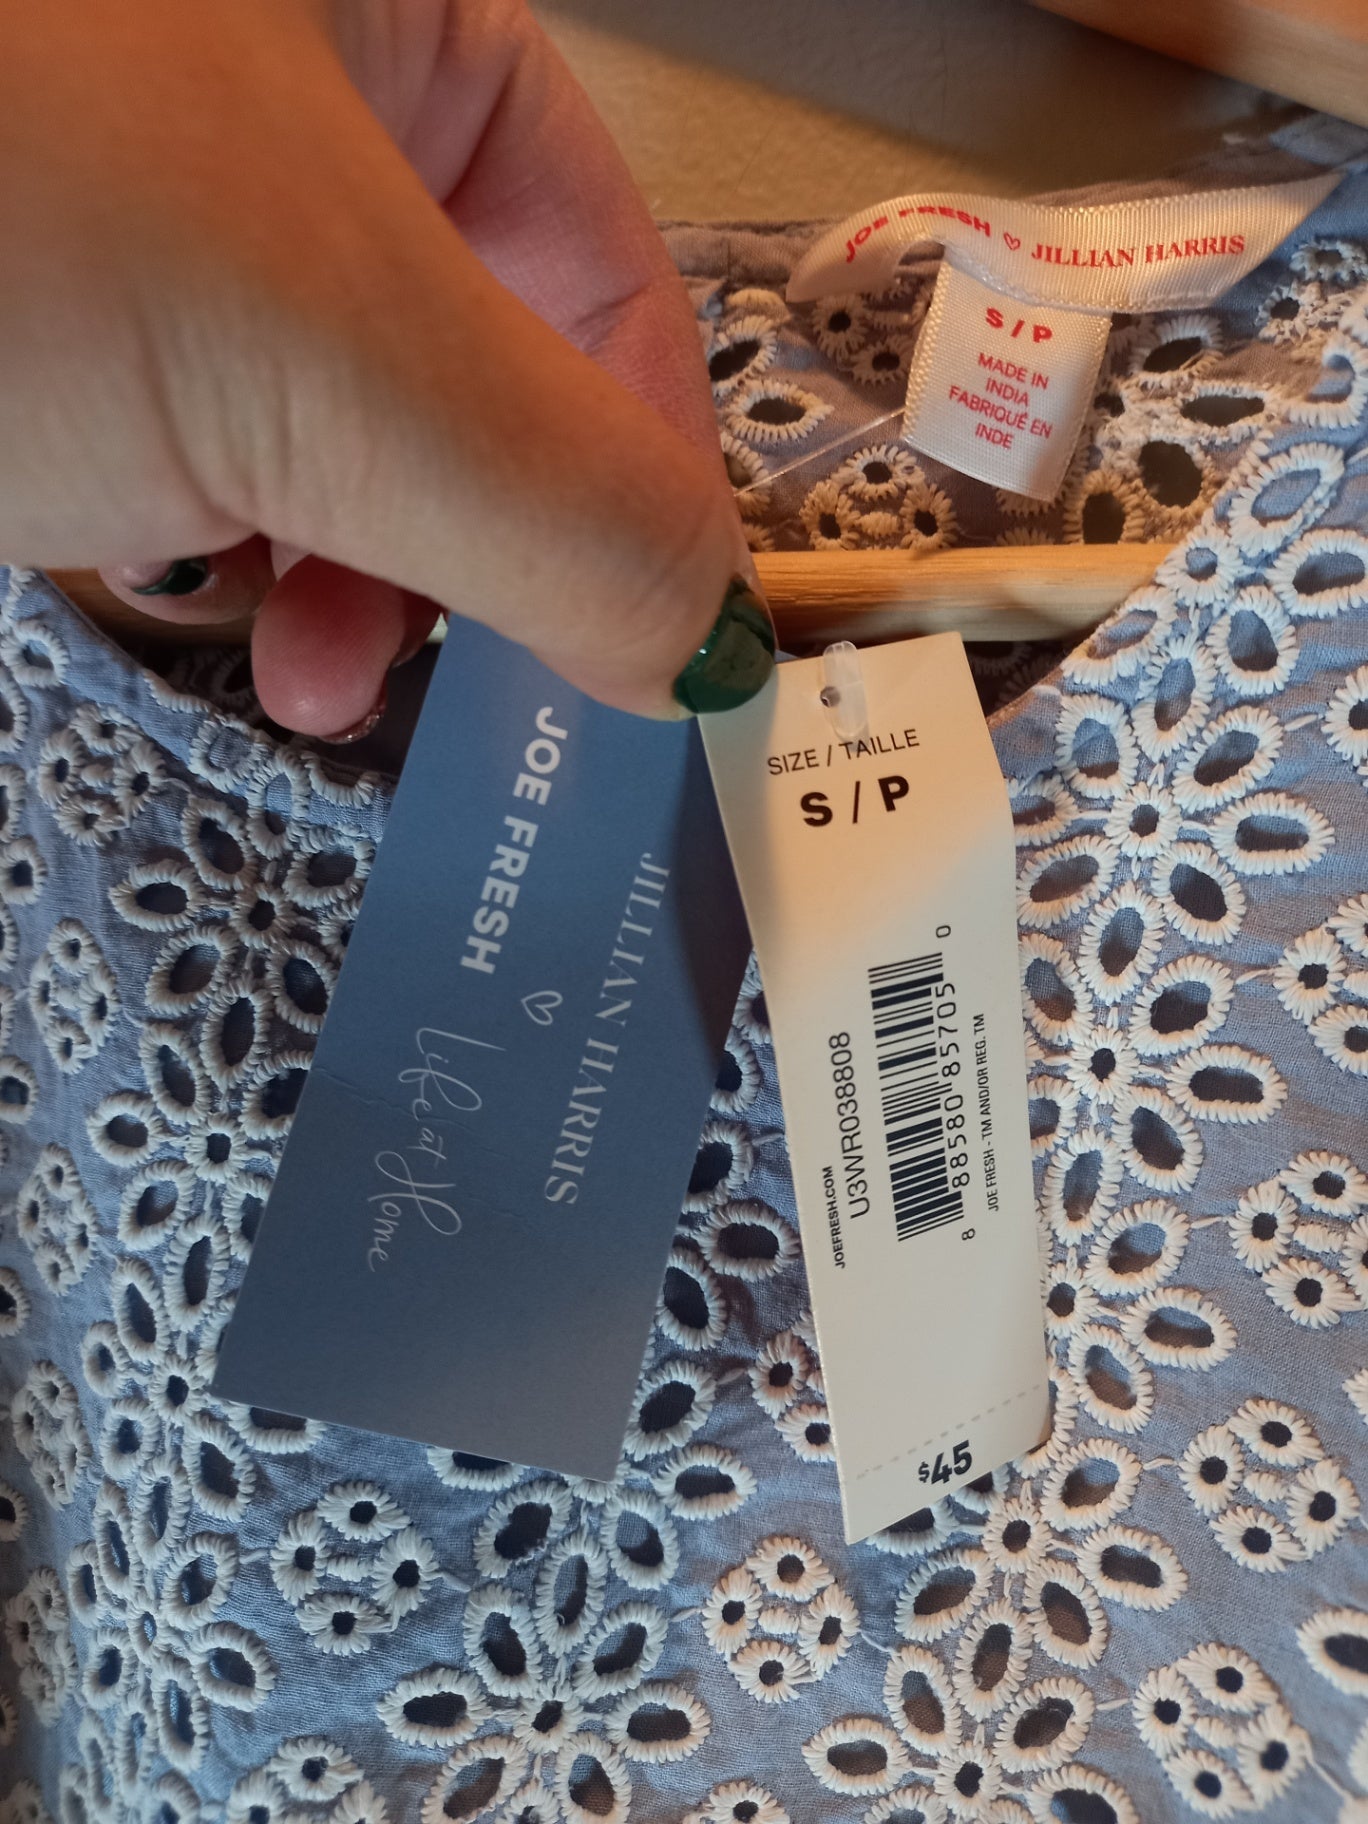 JOE FRESH ♡ JILLIAN HARRIS
S / P
MADE IN
INDIA
FABRIQUÉ EN
INDE
JOE FRESH ♡ Life at Home
JILLIAN HARRIS
SIZE / TAILLE
S / P
JOEFRESH.COM
U3WR038808
8 88580 85705 0
JOE FRESH - TM AND/OR REG. TM
$45